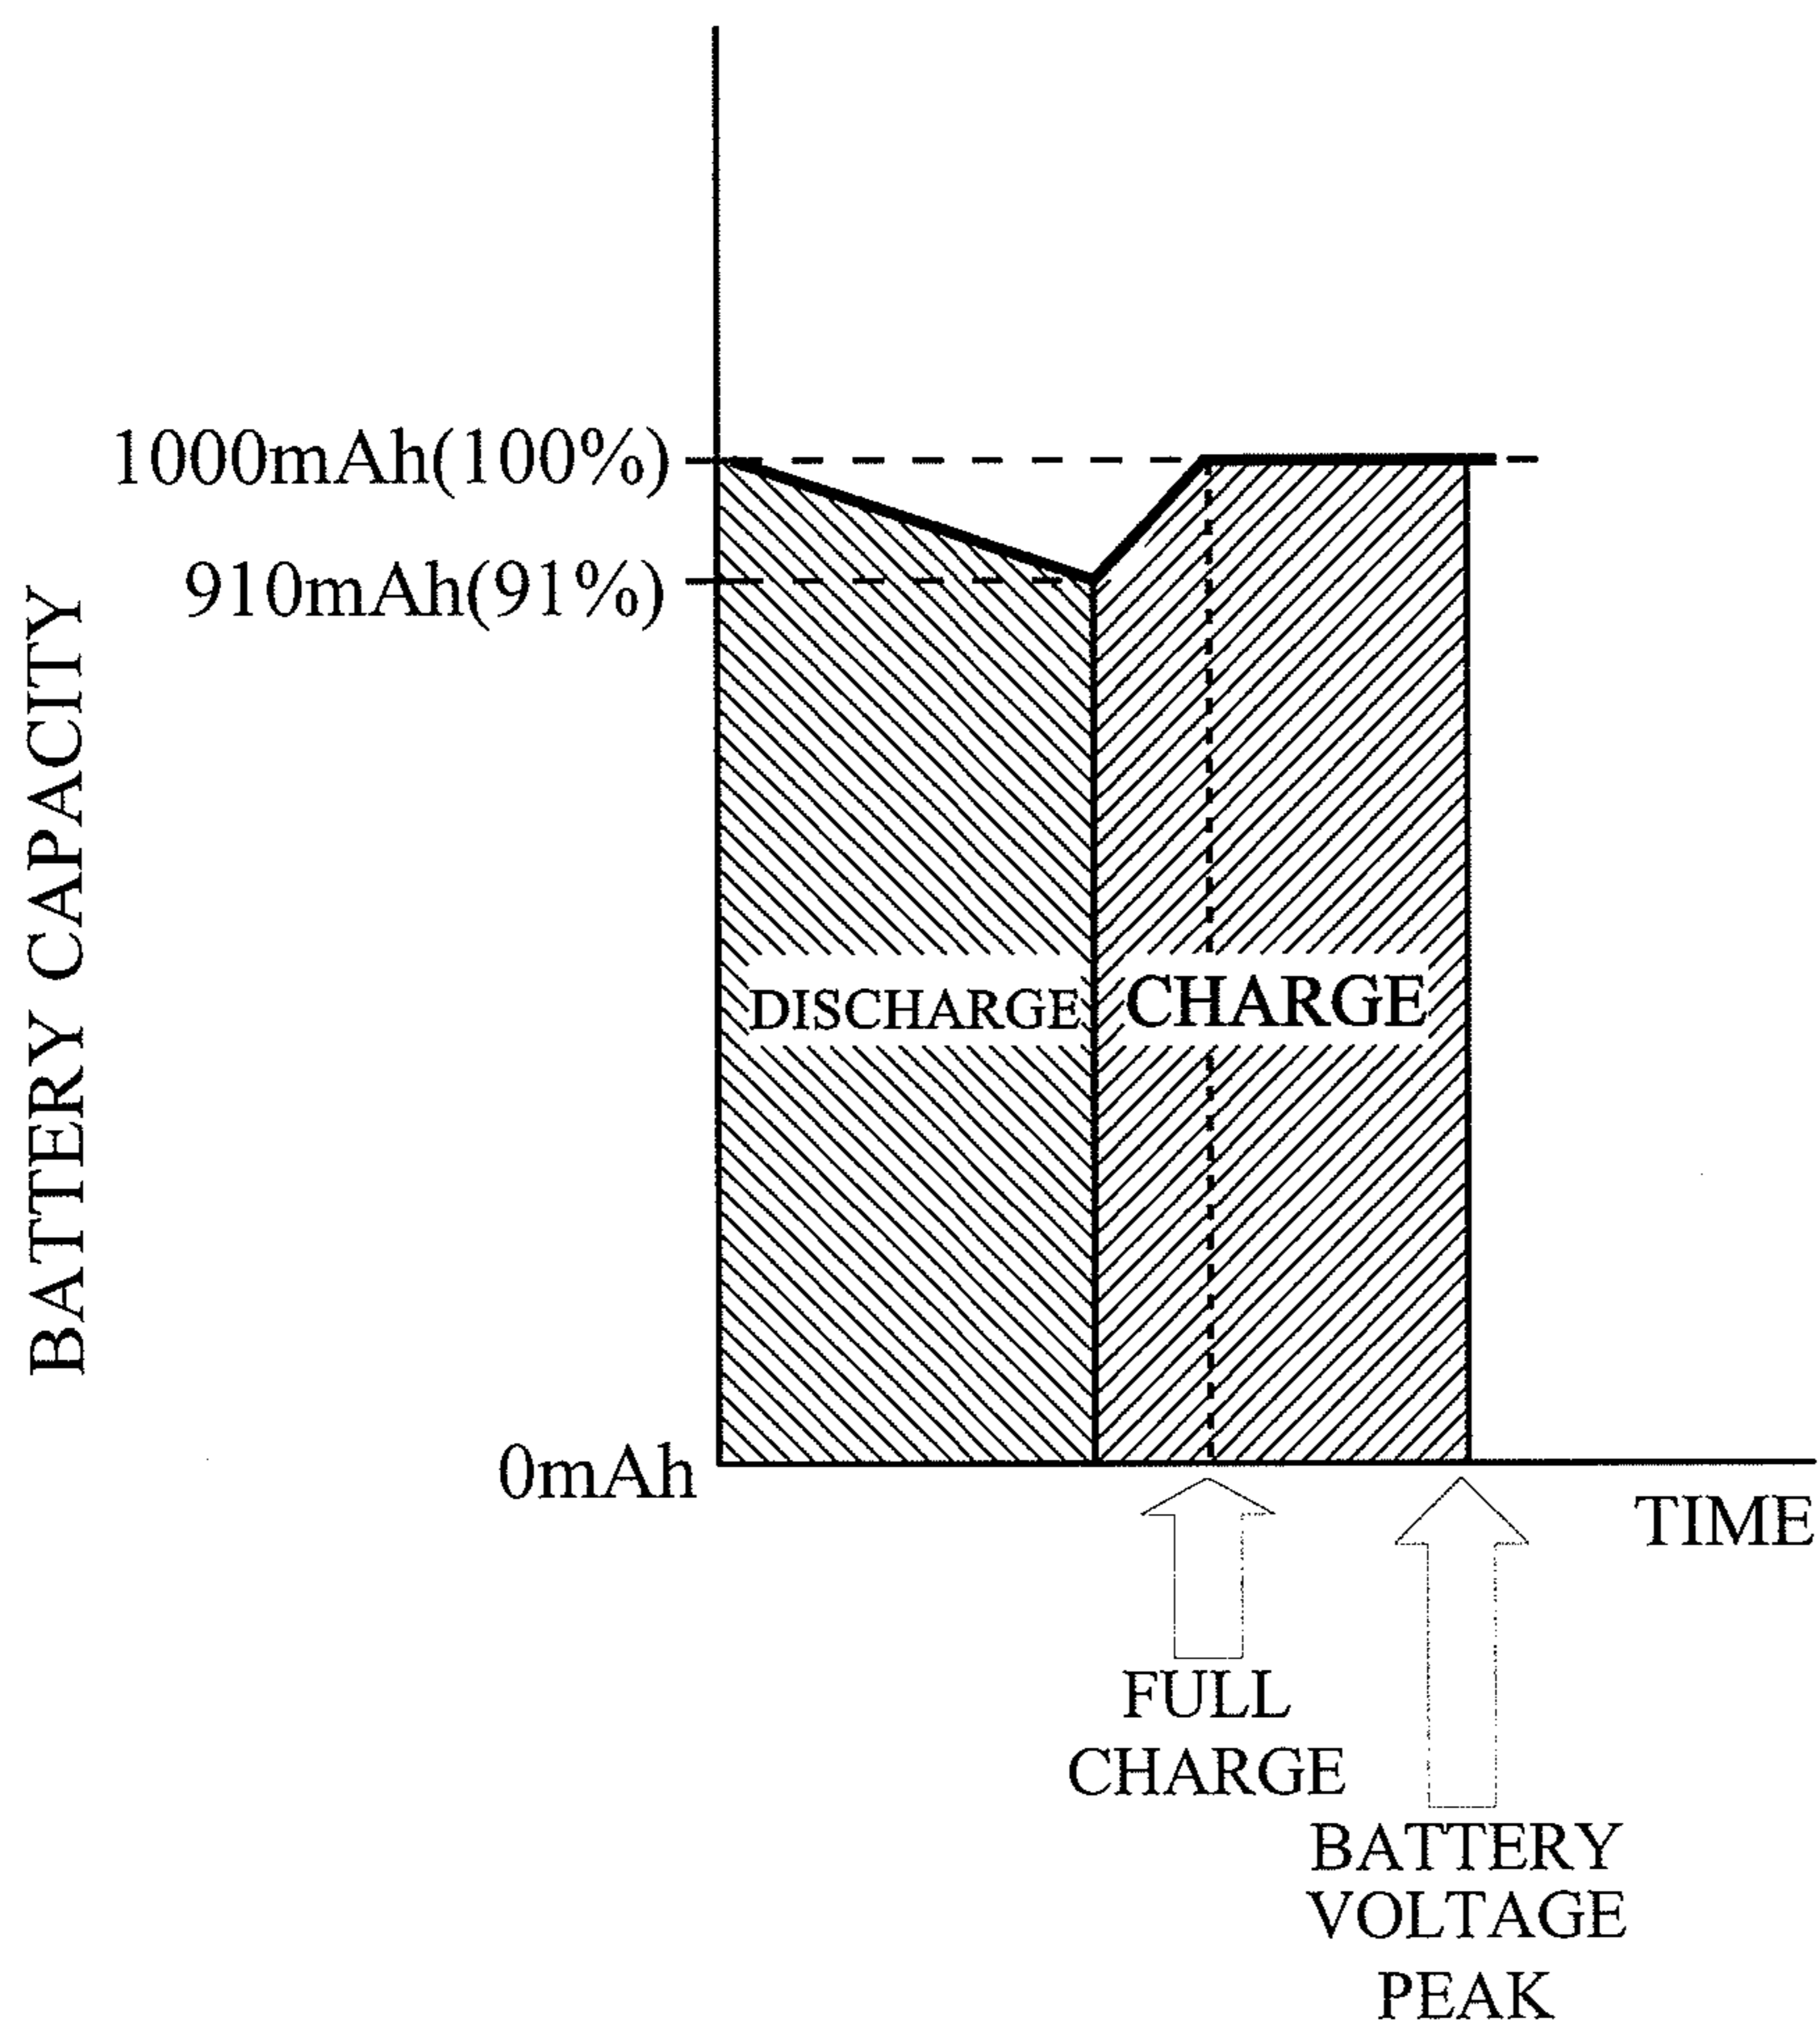 1000mAh(100%)
910mAh(91%)
BATTERY CAPACITY
DISCHARGE
CHARGE
0mAh
TIME
FULL
CHARGE
BATTERY
VOLTAGE
PEAK